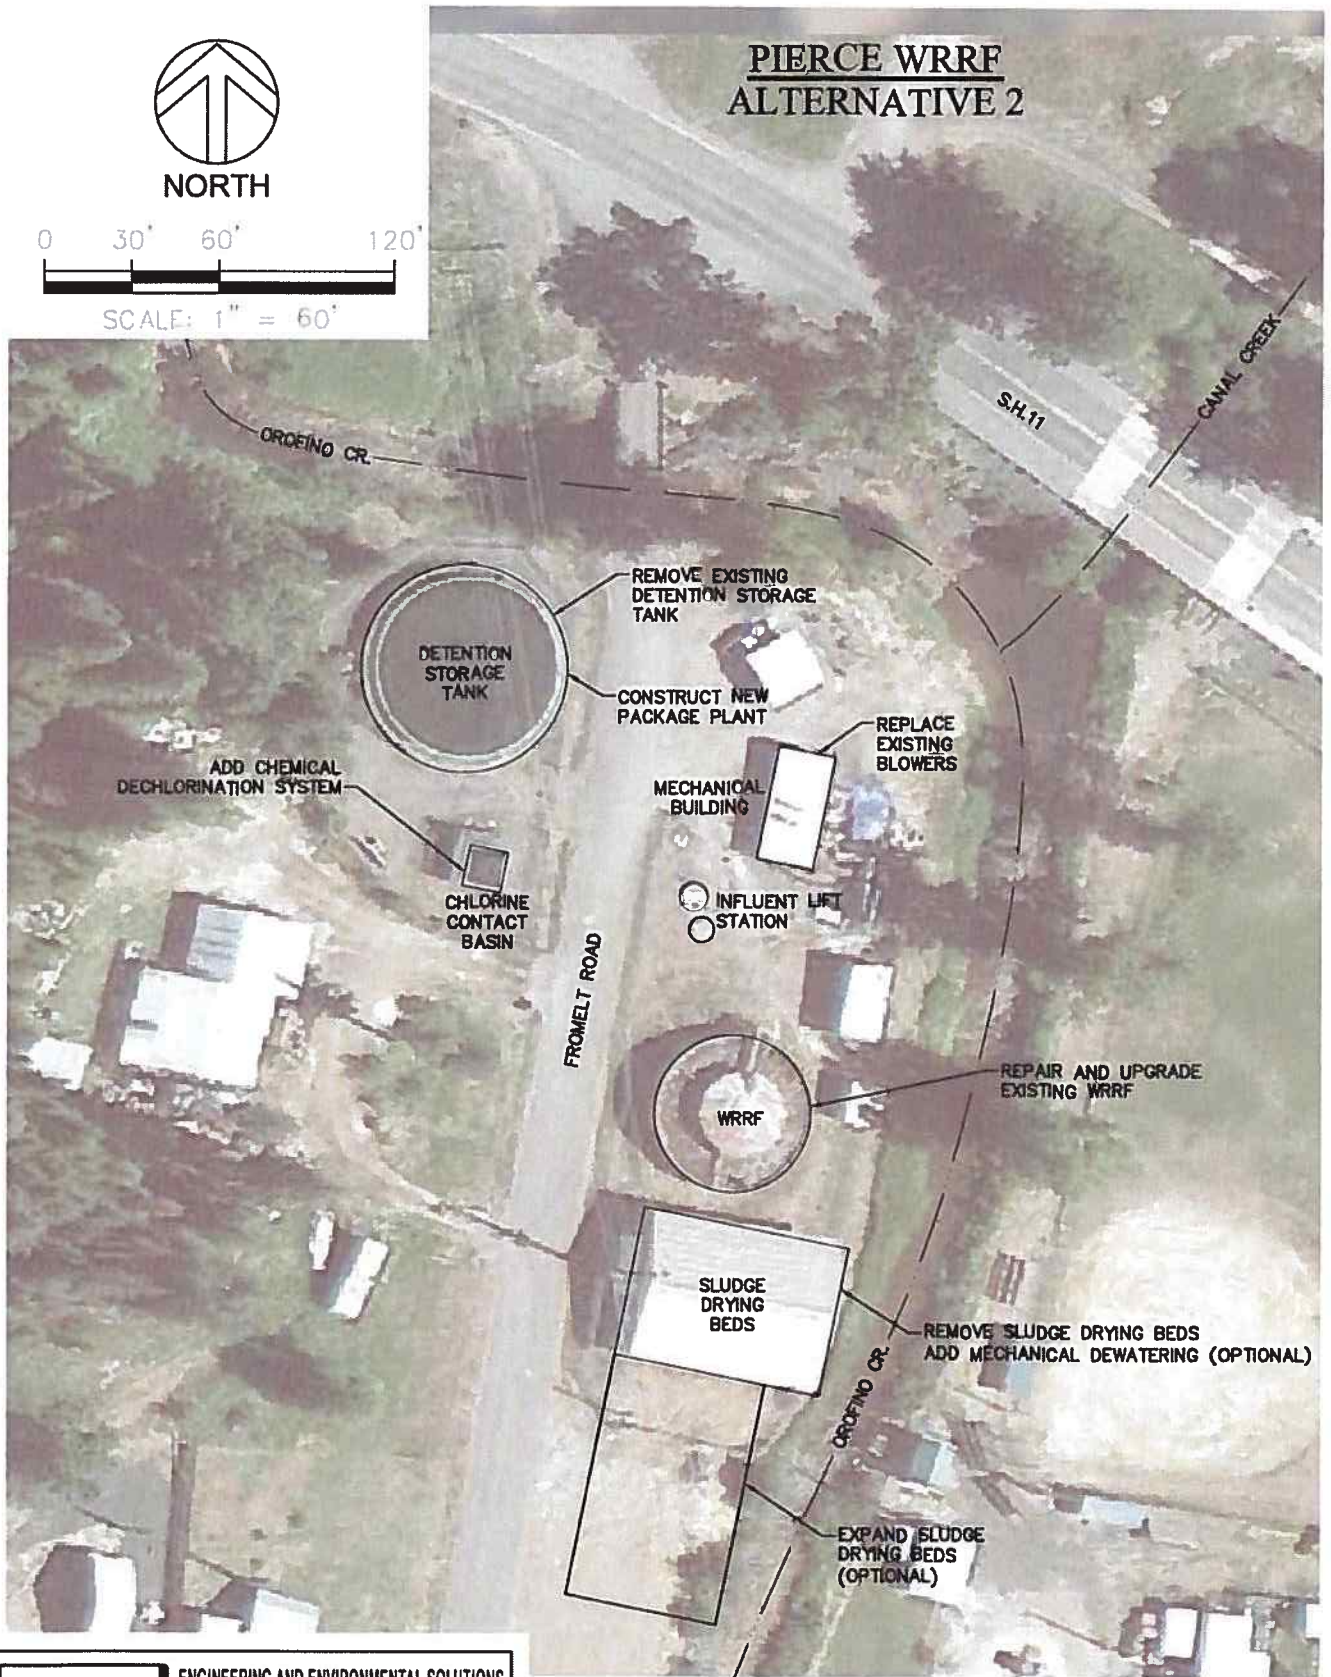 PIERCE WRRF
ALTERNATIVE 2
NORTH
0 30' 60' 120'
SCALE: 1" = 60'
OROFINO CR.
S.H.11
CANAL CREEK
REMOVE EXISTING
DETENTION STORAGE
TANK
DETENTION
STORAGE
TANK
CONSTRUCT NEW
PACKAGE PLANT
REPLACE
EXISTING
BLOWERS
ADD CHEMICAL
DECHLORINATION SYSTEM
MECHANICAL
BUILDING
CHLORINE
CONTACT
BASIN
INFLUENT LIFT
STATION
FROMELT ROAD
REPAIR AND UPGRADE
EXISTING WRRF
WRRF
SLUDGE
DRYING
BEDS
REMOVE SLUDGE DRYING BEDS
ADD MECHANICAL DEWATERING (OPTIONAL)
OROFINO CR.
EXPAND SLUDGE
DRYING BEDS
(OPTIONAL)
ENGINEERING AND ENVIRONMENTAL SOLUTIONS